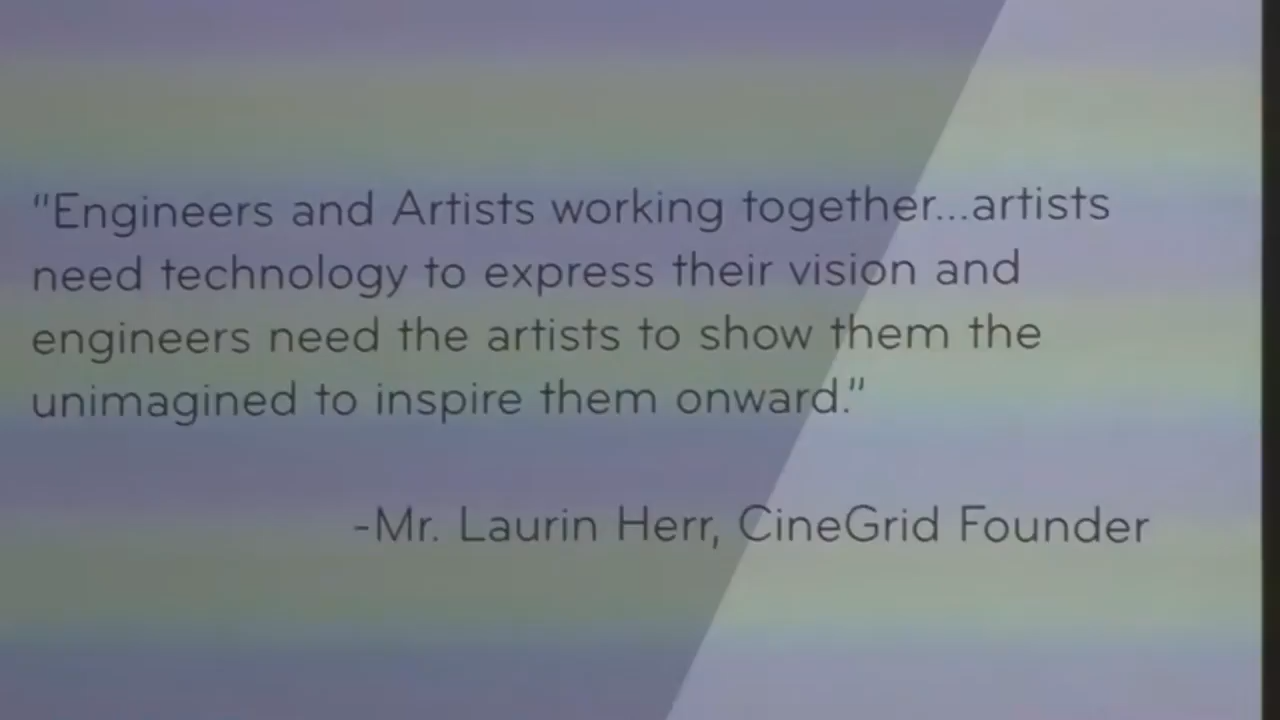 "Engineers and Artists working together...artists
need technology to express their vision and
engineers need the artists to show them the
unimagined to inspire them onward."
-Mr. Laurin Herr, CineGrid Founder